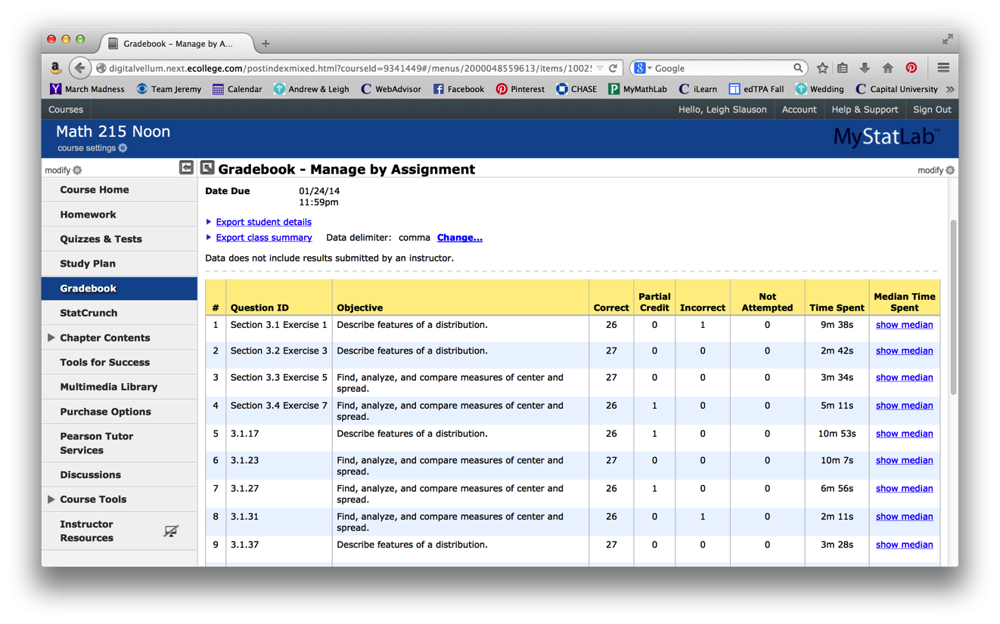 Gradebook - Manage by A...
digitalvellum.next.ecollege.com/postindexmixed.html?courseId=9341449#/menus/2000048559613/items/1002
Google
March Madness Team Jeremy Calendar Andrew & Leigh WebAdvisor Facebook Pinterest CHASE MyMathLab iLearn edTPA Fall Wedding Capital University
Courses
Hello, Leigh Slauson Account Help & Support Sign Out
Math 215 Noon
course settings
MyStatLab™
modify
Course Home
Homework
Quizzes & Tests
Study Plan
Gradebook
StatCrunch
Chapter Contents
Tools for Success
Multimedia Library
Purchase Options
Pearson Tutor
Services
Discussions
Course Tools
Instructor
Resources
Gradebook - Manage by Assignment
modify
Date Due 01/24/14
11:59pm
Export student details
Export class summary Data delimiter: comma Change...
Data does not include results submitted by an instructor.
# Question ID Objective Correct Partial Credit Incorrect Not Attempted Time Spent Median Time Spent
1 Section 3.1 Exercise 1 Describe features of a distribution. 26 0 1 0 9m 38s show median
2 Section 3.2 Exercise 3 Describe features of a distribution. 27 0 0 0 2m 42s show median
3 Section 3.3 Exercise 5 Find, analyze, and compare measures of center and 27 0 0 0 3m 34s show median
spread.
4 Section 3.4 Exercise 7 Find, analyze, and compare measures of center and 26 1 0 0 5m 11s show median
spread.
5 3.1.17 Describe features of a distribution. 26 1 0 0 10m 53s show median
6 3.1.23 Find, analyze, and compare measures of center and 27 0 0 0 10m 7s show median
spread.
7 3.1.27 Find, analyze, and compare measures of center and 26 1 0 0 6m 56s show median
spread.
8 3.1.31 Find, analyze, and compare measures of center and 26 0 1 0 2m 11s show median
spread.
9 3.1.37 Describe features of a distribution. 27 0 0 0 3m 28s show median